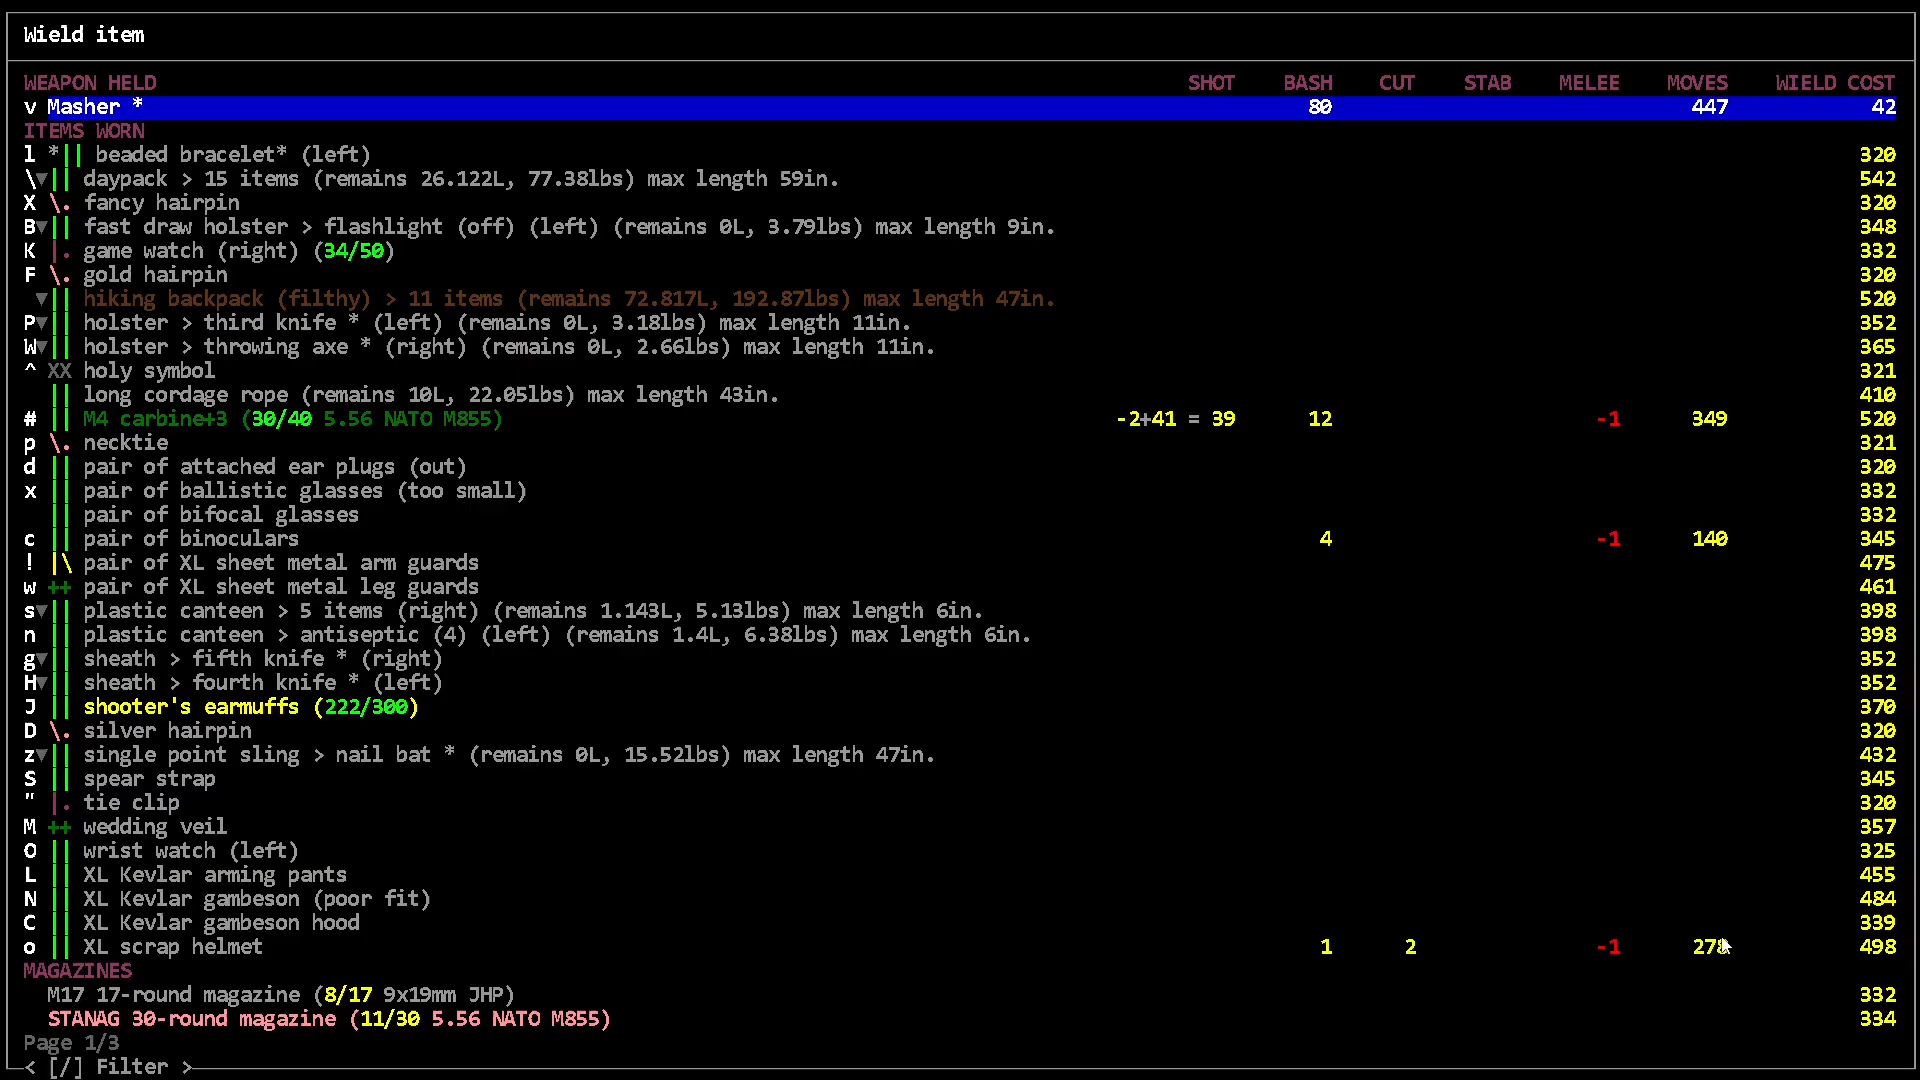 Wield item
WEAPON HELD SHOT BASH CUT STAB MELEE MOVES WIELD COST
v Masher * 80 447 42
ITEMS WORN
l *|| beaded bracelet* (left) 320
\▼|| daypack > 15 items (remains 26.122L, 77.38lbs) max length 59in. 542
X \. fancy hairpin 320
B▼|| fast draw holster > flashlight (off) (left) (remains 0L, 3.79lbs) max length 9in. 348
K |. game watch (right) (34/50) 332
F \. gold hairpin 320
▼|| hiking backpack (filthy) > 11 items (remains 72.817L, 192.87lbs) max length 47in. 520
P▼|| holster > third knife * (left) (remains 0L, 3.18lbs) max length 11in. 352
W▼|| holster > throwing axe * (right) (remains 0L, 2.66lbs) max length 11in. 365
^ XX holy symbol 321
|| long cordage rope (remains 10L, 22.05lbs) max length 43in. 410
# || M4 carbine+3 (30/40 5.56 NATO M855) -2+41 = 39 12 -1 349 520
p \. necktie 321
d || pair of attached ear plugs (out) 320
x || pair of ballistic glasses (too small) 332
|| pair of bifocal glasses 332
c || pair of binoculars 4 -1 140 345
! |\ pair of XL sheet metal arm guards 475
w ++ pair of XL sheet metal leg guards 461
s▼|| plastic canteen > 5 items (right) (remains 1.143L, 5.13lbs) max length 6in. 398
n || plastic canteen > antiseptic (4) (left) (remains 1.4L, 6.38lbs) max length 6in. 398
g▼|| sheath > fifth knife * (right) 352
H▼|| sheath > fourth knife * (left) 352
J || shooter's earmuffs (222/300) 370
D \. silver hairpin 320
z▼|| single point sling > nail bat * (remains 0L, 15.52lbs) max length 47in. 432
S || spear strap 345
" |. tie clip 320
M ++ wedding veil 357
O || wrist watch (left) 325
L || XL Kevlar arming pants 455
N || XL Kevlar gambeson (poor fit) 484
C || XL Kevlar gambeson hood 339
o || XL scrap helmet 1 2 -1 278 498
MAGAZINES
M17 17-round magazine (8/17 9x19mm JHP) 332
STANAG 30-round magazine (11/30 5.56 NATO M855) 334
Page 1/3
< [/] Filter >